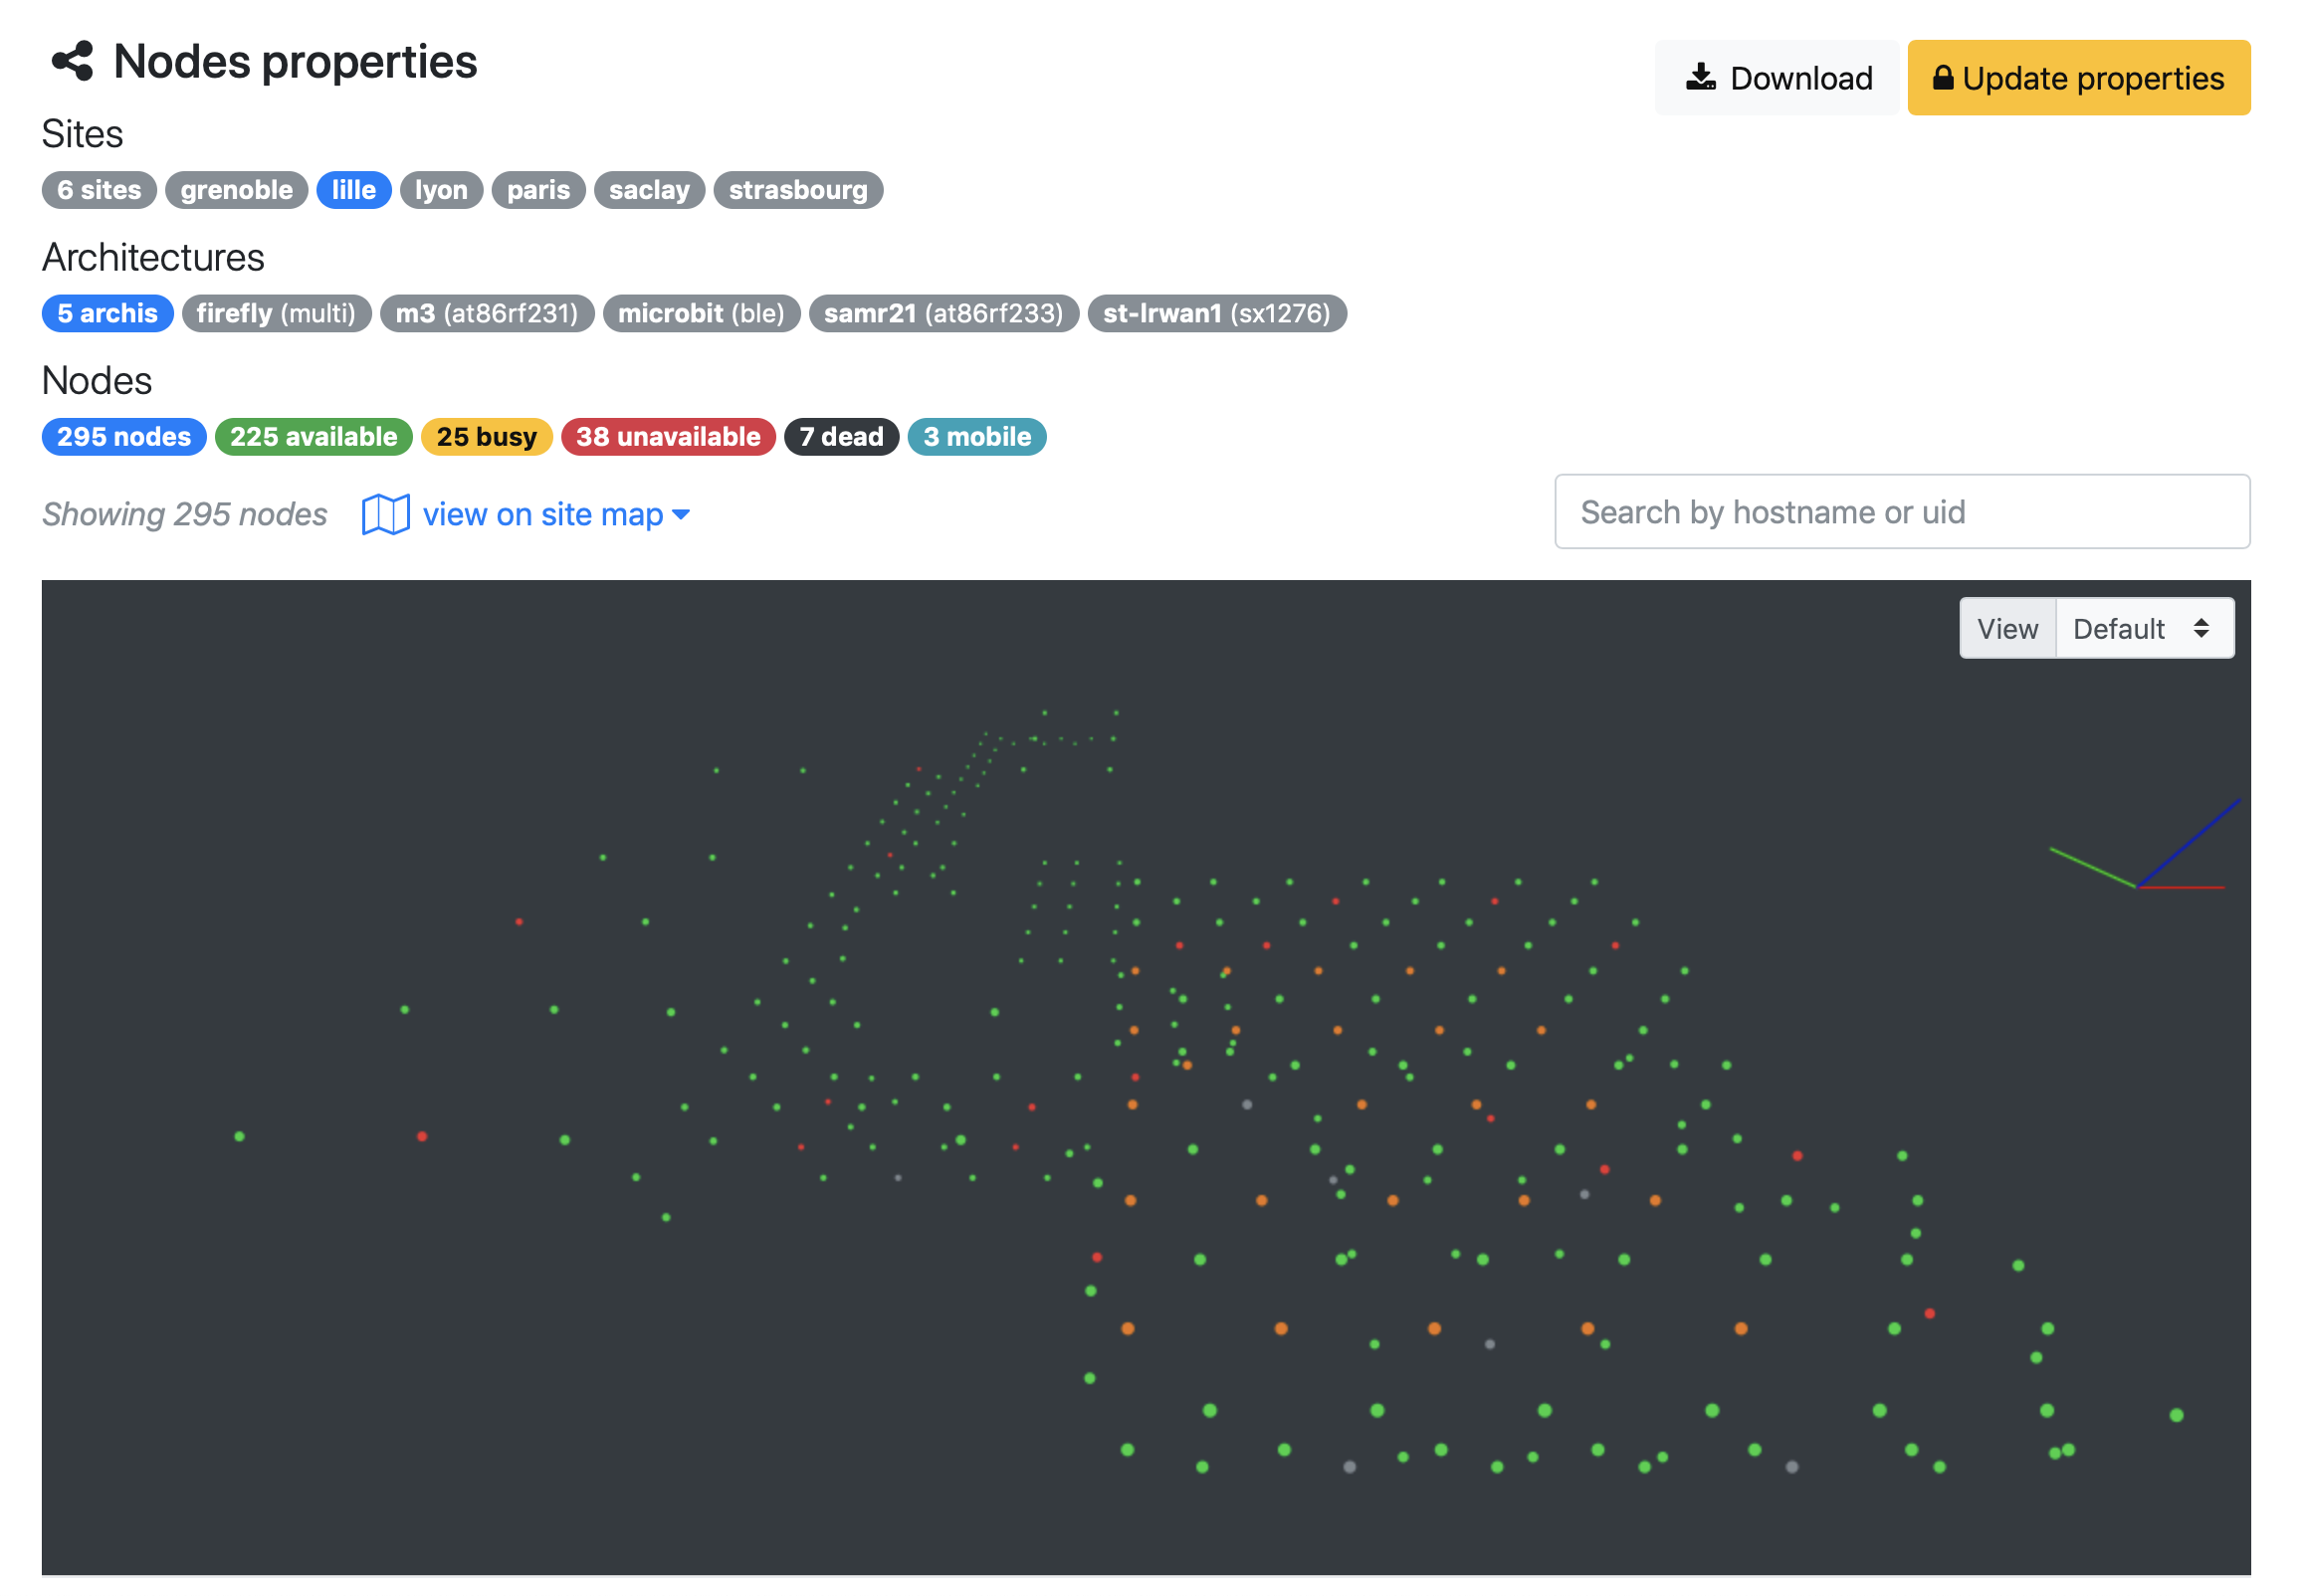 Nodes properties
Download
Update properties
Sites
6 sites grenoble lille lyon paris saclay strasbourg
Architectures
5 archis firefly (multi) m3 (at86rf231) microbit (ble) samr21 (at86rf233) st-lrwan1 (sx1276)
Nodes
295 nodes 225 available 25 busy 38 unavailable 7 dead 3 mobile
Showing 295 nodes view on site map
Search by hostname or uid
View Default